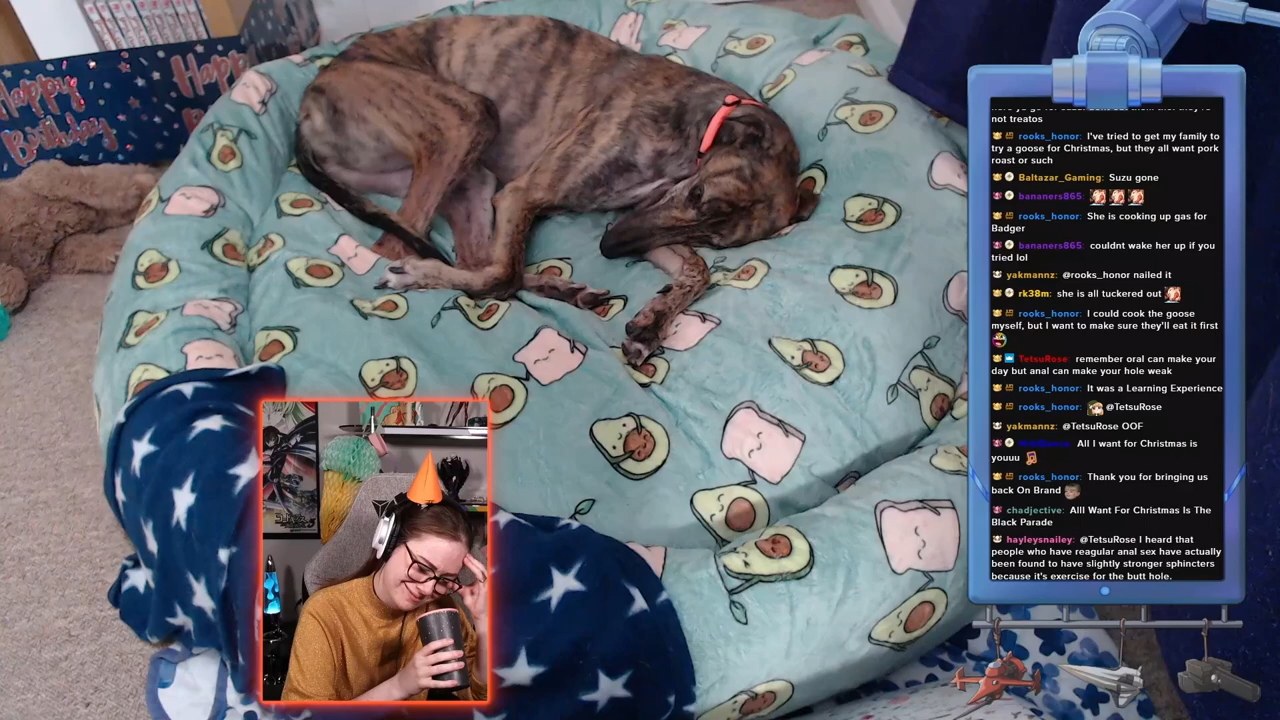 Happy
Birthday
Happy
not treatos
rooks_honor: I've tried to get my family to
try a goose for Christmas, but they all want pork
roast or such
Baltazar_Gaming: Suzu gone
bananers865:
rooks_honor: She is cooking up gas for
Badger
bananers865: couldnt wake her up if you
tried lol
yakmannz: @rooks_honor nailed it
rk38m: she is all tuckered out
rooks_honor: I could cook the goose
myself, but I want to make sure they'll eat it first
TetsuRose: remember oral can make your
day but anal can make your hole weak
rooks_honor: It was a Learning Experience
rooks_honor: @TetsuRose
yakmannz: @TetsuRose OOF
All I want for Christmas is
youuu
rooks_honor: Thank you for bringing us
back On Brand
chadjective: Alll Want For Christmas Is The
Black Parade
hayleysnailey: @TetsuRose I heard that
people who have reagular anal sex have actually
been found to have slightly stronger sphincters
because it's exercise for the butt hole.